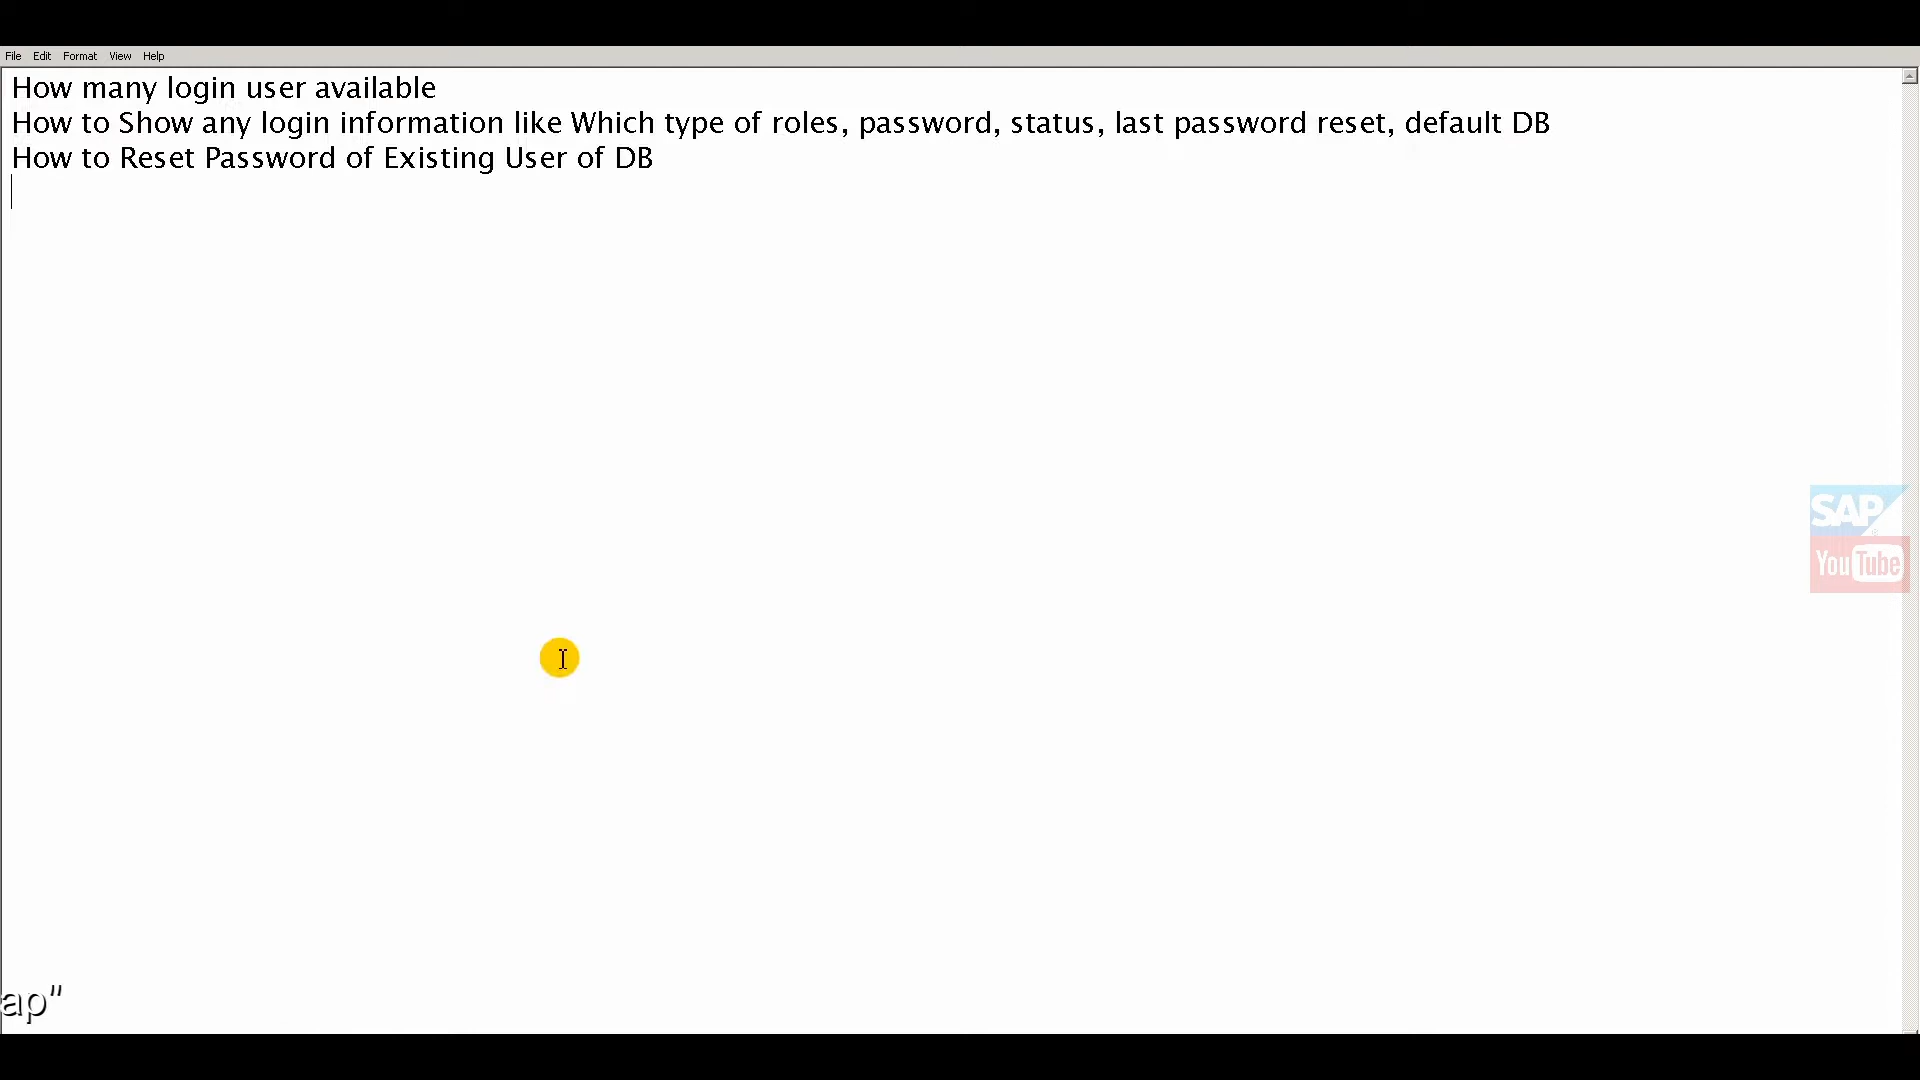 File Edit Format View Help
How many login user available
How to Show any login information like Which type of roles, password, status, last password reset, default DB
How to Reset Password of Existing User of DB
SAP
YouTube
ap"